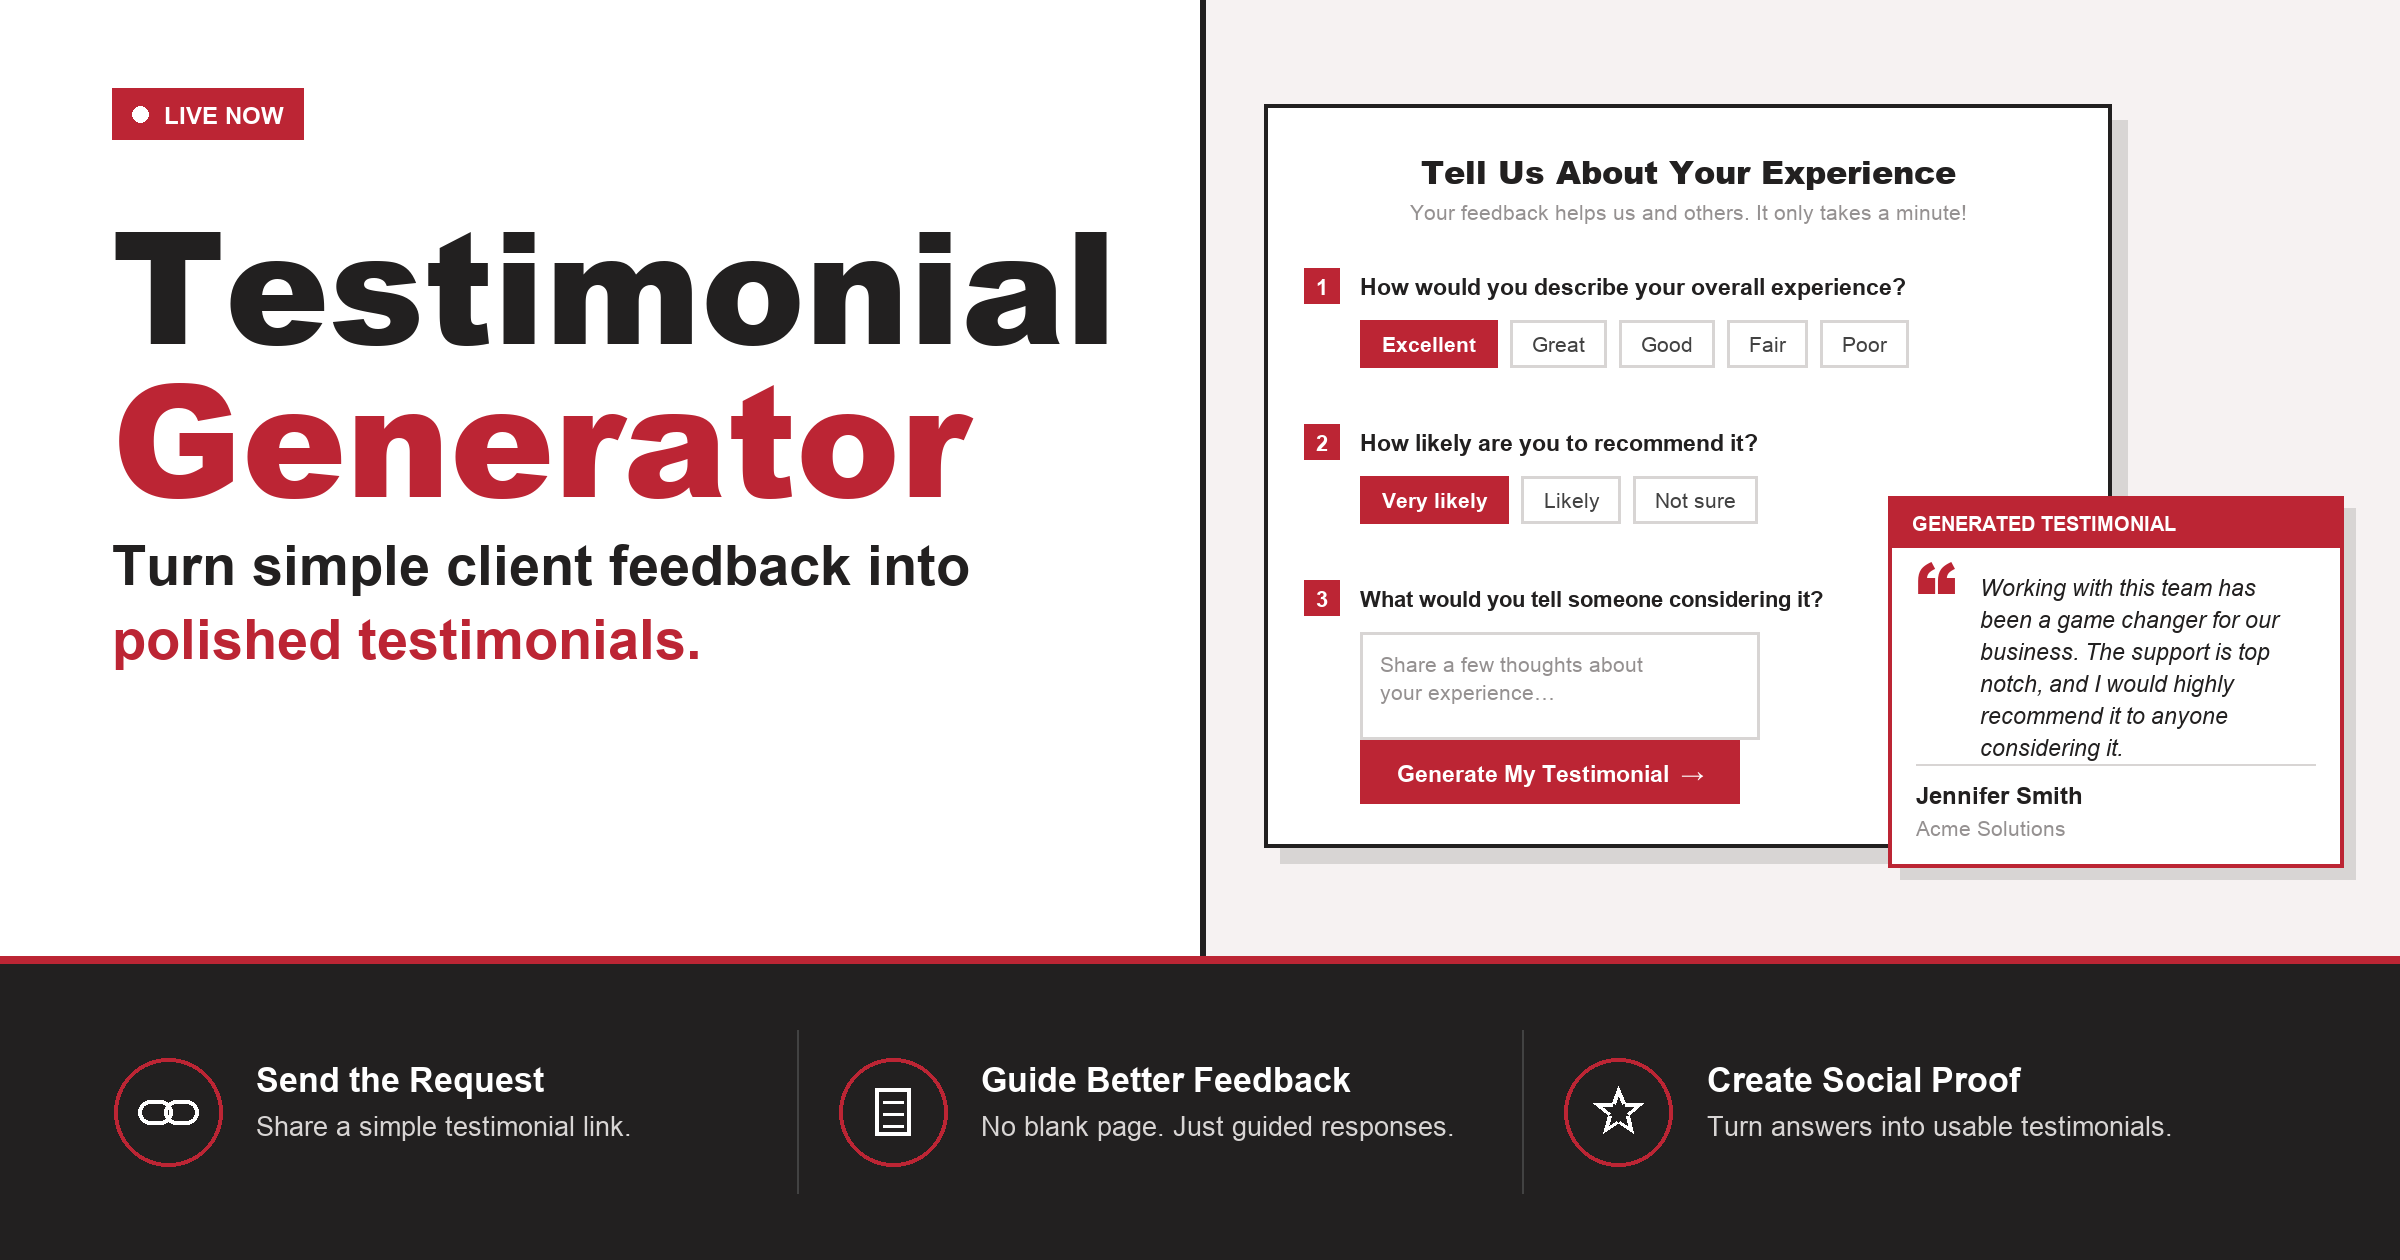 LIVE NOW
Testimonial
Generator
Turn simple client feedback into
polished testimonials.
Tell Us About Your Experience
Your feedback helps us and others. It only takes a minute!
1 How would you describe your overall experience?
Excellent Great Good Fair Poor
2 How likely are you to recommend it?
Very likely Likely Not sure
3 What would you tell someone considering it?
Share a few thoughts about
your experience…
Generate My Testimonial →
GENERATED TESTIMONIAL
“ Working with this team has
been a game changer for our
business. The support is top
notch, and I would highly
recommend it to anyone
considering it.
Jennifer Smith
Acme Solutions
Send the Request
Share a simple testimonial link.
Guide Better Feedback
No blank page. Just guided responses.
Create Social Proof
Turn answers into usable testimonials.